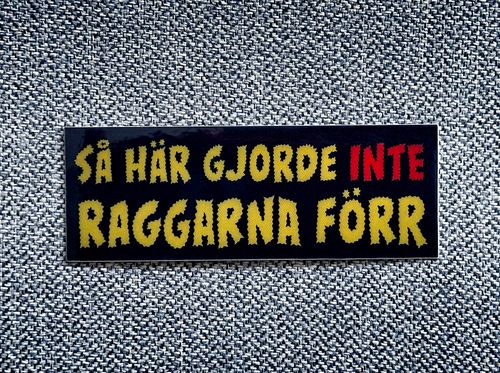 SÅ HÄR GJORDE INTE
RAGGARNA FÖRR